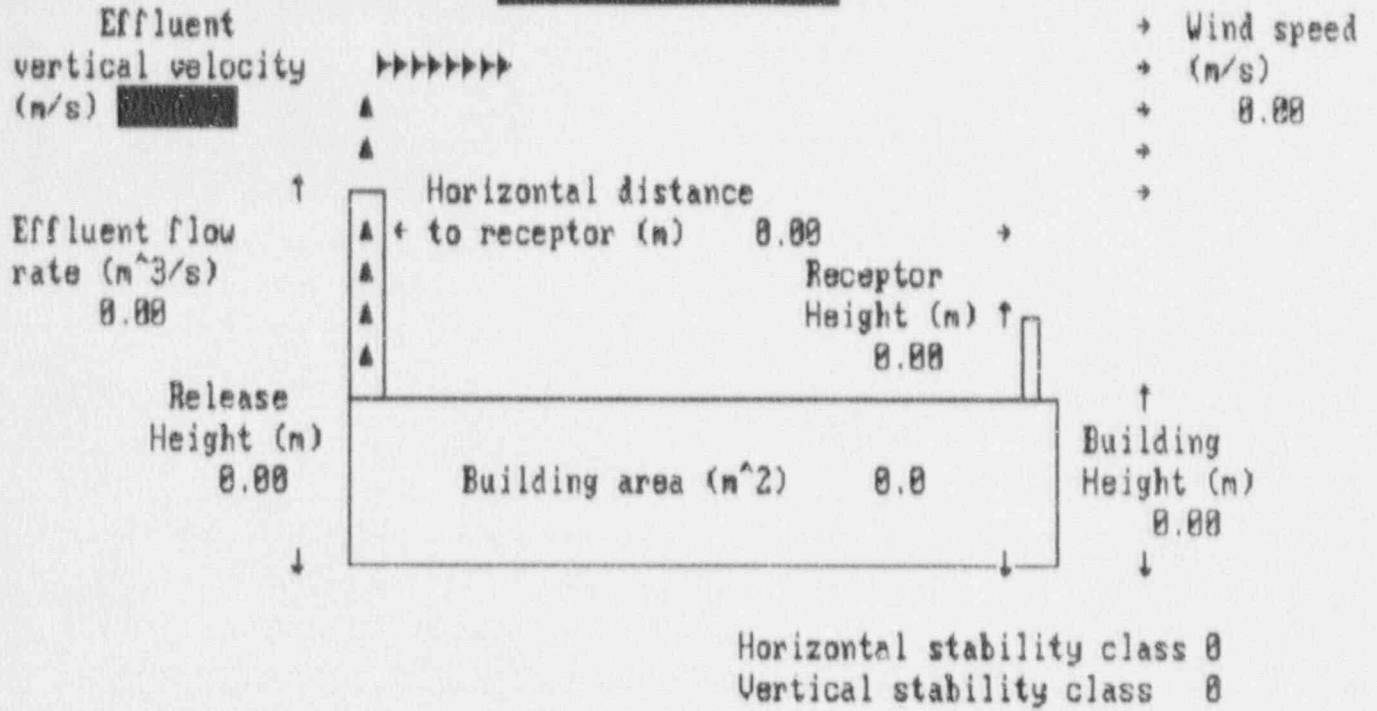 Effluent
vertical velocity
(m/s)
Wind speed
(m/s)
0.00
Horizontal distance
to receptor (m) 0.00
Effluent flow
rate (m^3/s)
0.00
Receptor
Height (m)
0.00
Release
Height (m)
0.00
Building area (m^2) 0.0
Building
Height (m)
0.00
Horizontal stability class 0
Vertical stability class 0